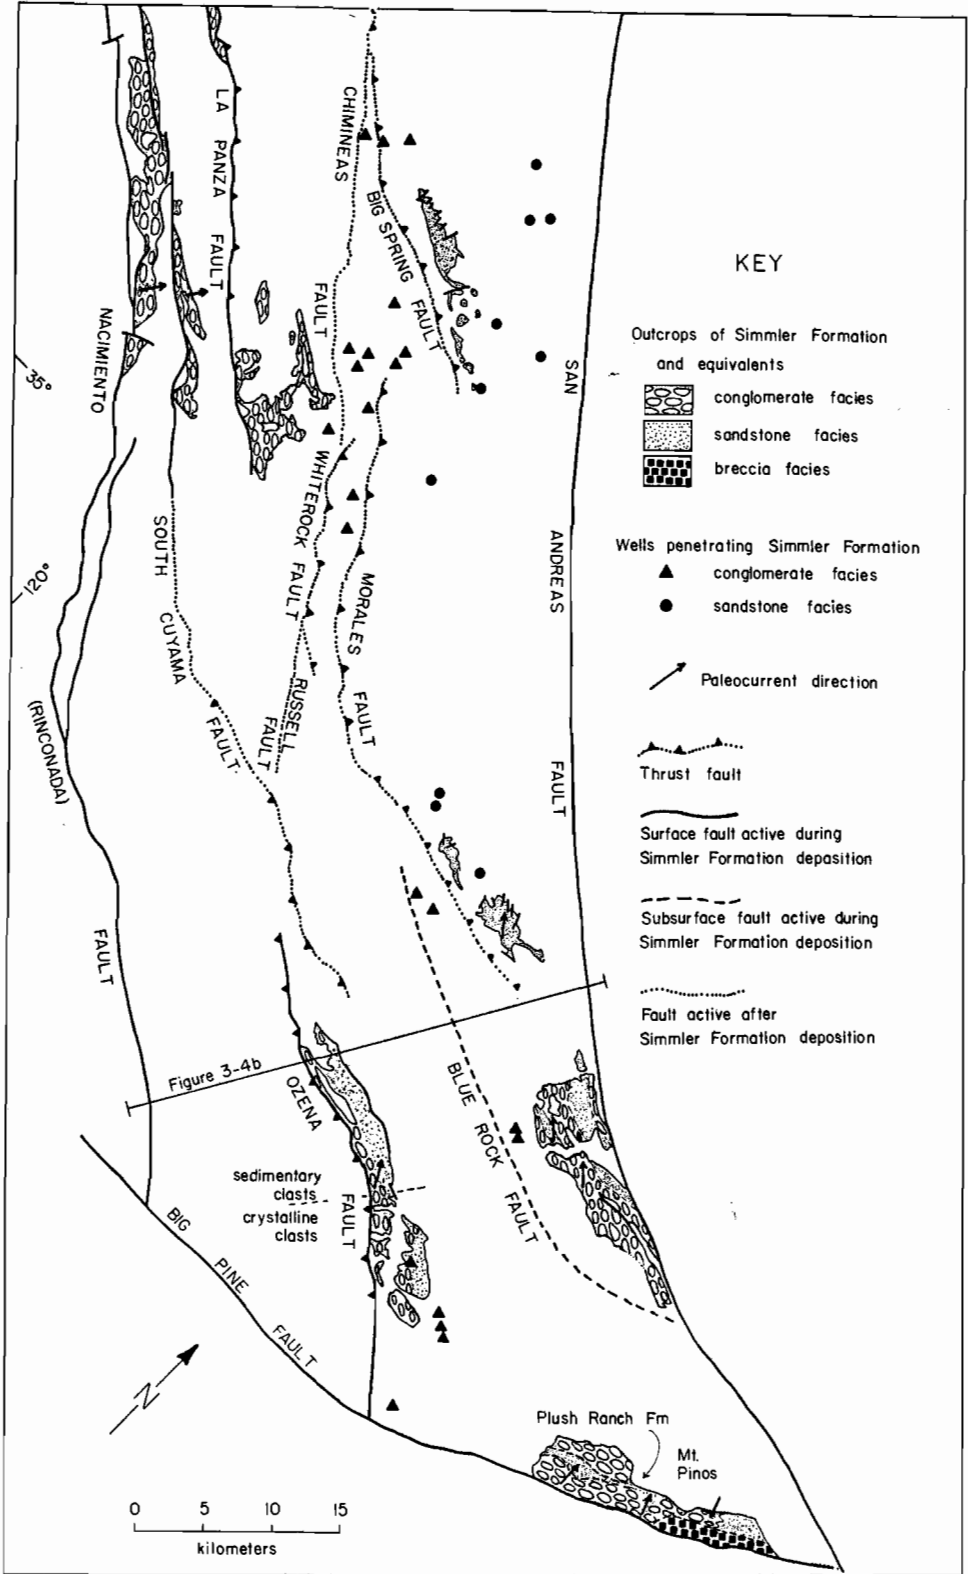 CHIMINEAS
FAULT
LA PANZA FAULT
BIG SPRING FAULT
NACIMIENTO
(RINCONADA)
FAULT
35°
120°
SOUTH CUYAMA FAULT
WHITEROCK FAULT
RUSSELL
FAULT
MORALES
FAULT
SAN
ANDREAS
FAULT
KEY
Outcrops of Simmler Formation
and equivalents
conglomerate facies
sandstone facies
breccia facies
Wells penetrating Simmler Formation
conglomerate facies
sandstone facies
Paleocurrent direction
Thrust fault
Surface fault active during
Simmler Formation deposition
Subsurface fault active during
Simmler Formation deposition
Fault active after
Simmler Formation deposition
Figure 3-4b
OZENA
FAULT
BLUE ROCK FAULT
sedimentary
clasts
crystalline
clasts
BIG PINE FAULT
N
Plush Ranch Fm
Mt.
Pinos
0 5 10 15
kilometers